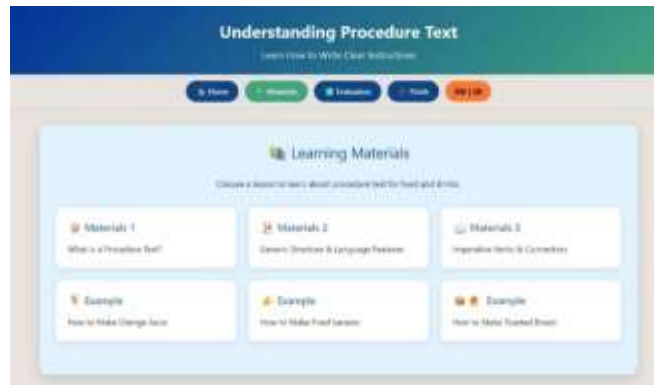 Understanding Procedure Text
Learn How to Write Clear Instructions
Home Materials Evaluation
Learning Materials
Choose a lesson to learn about procedure text for food and drinks
Materials 1
Materials 2
Materials 3
What is a Procedure Text?
Generic Structure & Language Features
Imperative Verbs & Connectors
Example
Example
Example
How to Make Orange Juice
How to Make Fried Banana
How to Make Toasted Bread